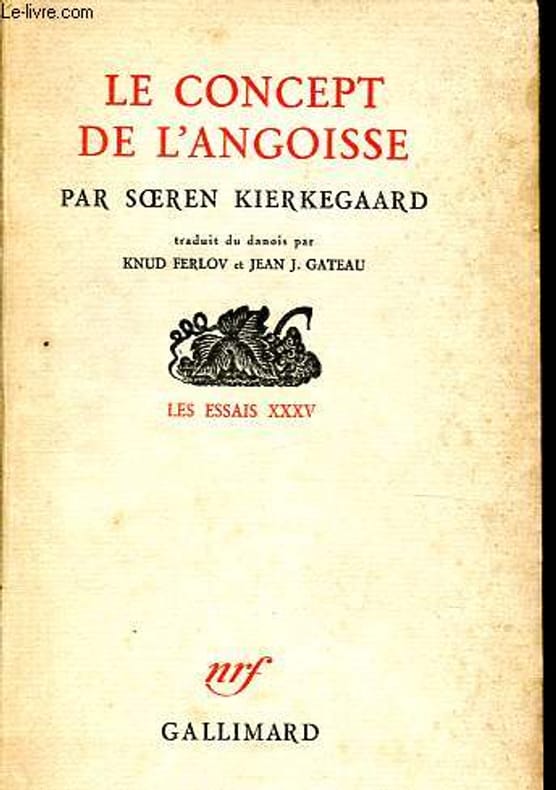 Le-livre.com
LE CONCEPT
DE L'ANGOISSE
PAR SŒREN KIERKEGAARD
traduit du danois par
KNUD FERLOV et JEAN J. GATEAU
LES ESSAIS XXXV
nrf
GALLIMARD